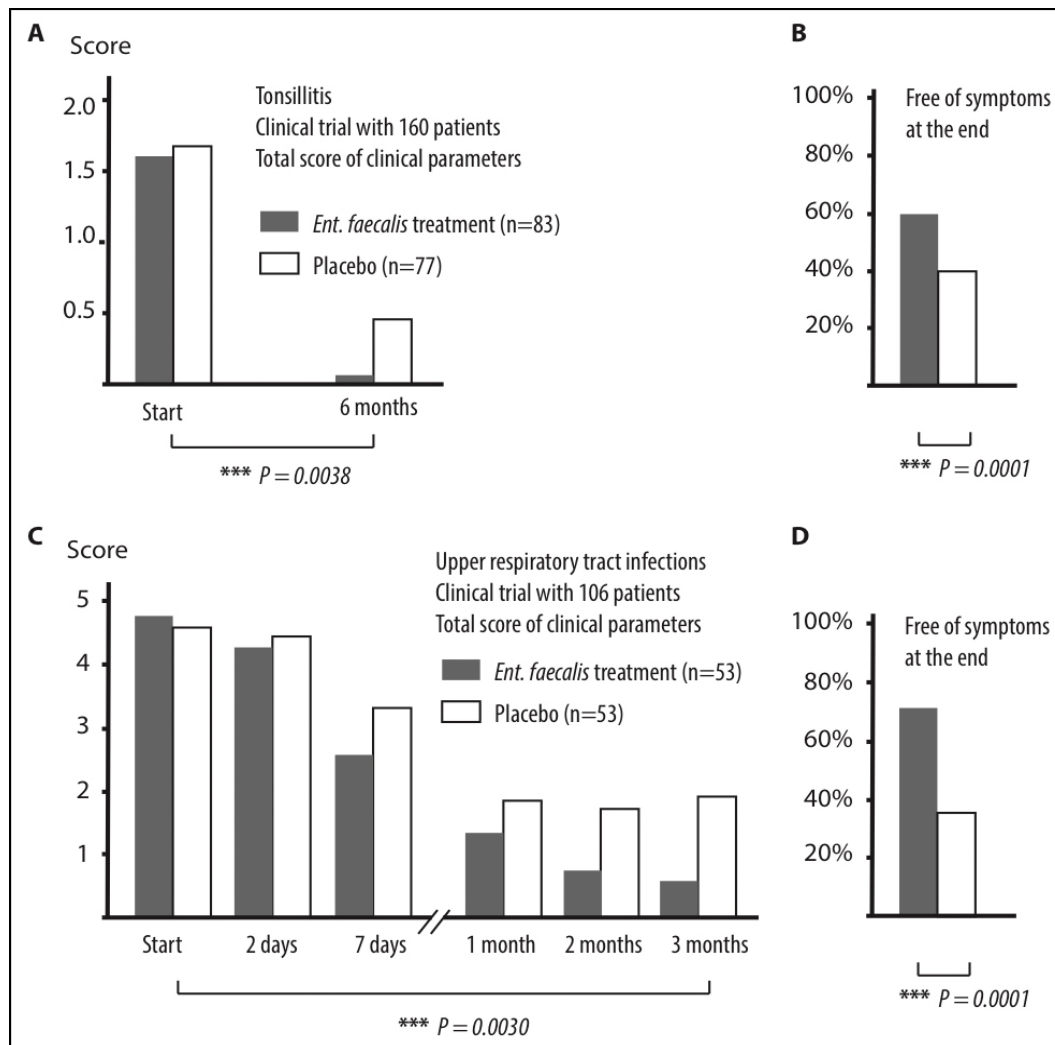 A
Score
2.0
1.5
1.0
0.5
Tonsillitis
Clinical trial with 160 patients
Total score of clinical parameters
Ent. faecalis treatment (n=83)
Placebo (n=77)
Start
6 months
*** P = 0.0038
B
100%
80%
60%
40%
20%
Free of symptoms
at the end
*** P = 0.0001
C
Score
5
4
3
2
1
Upper respiratory tract infections
Clinical trial with 106 patients
Total score of clinical parameters
Ent. faecalis treatment (n=53)
Placebo (n=53)
Start
2 days
7 days
1 month
2 months
3 months
*** P = 0.0030
D
100%
80%
60%
40%
20%
Free of symptoms
at the end
*** P = 0.0001